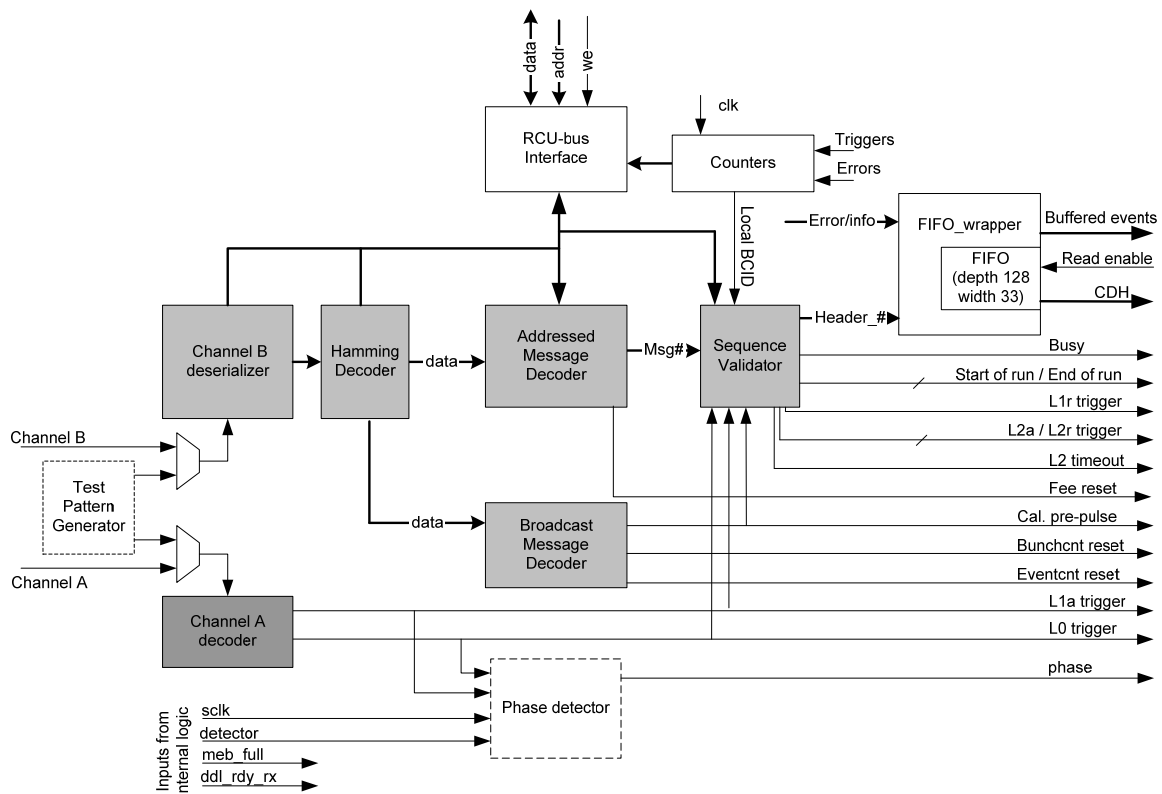 data
addr
we
RCU-bus
Interface
clk
Counters
Triggers
Errors
Local BCID
Error/info
FIFO_wrapper
FIFO
(depth 128
width 33)
Buffered events
Read enable
CDH
Channel B
deserializer
Hamming
Decoder
data
Addressed
Message
Decoder
Msg#
Sequence
Validator
Header_#
Busy
Start of run / End of run
L1r trigger
L2a / L2r trigger
L2 timeout
Fee reset
Channel B
Test
Pattern
Generator
Channel A
data
Broadcast
Message
Decoder
Cal. pre-pulse
Bunchcnt reset
Eventcnt reset
L1a trigger
L0 trigger
Channel A
decoder
Phase detector
phase
Inputs from
nternal logic
sclk
detector
meb_full
ddl_rdy_rx